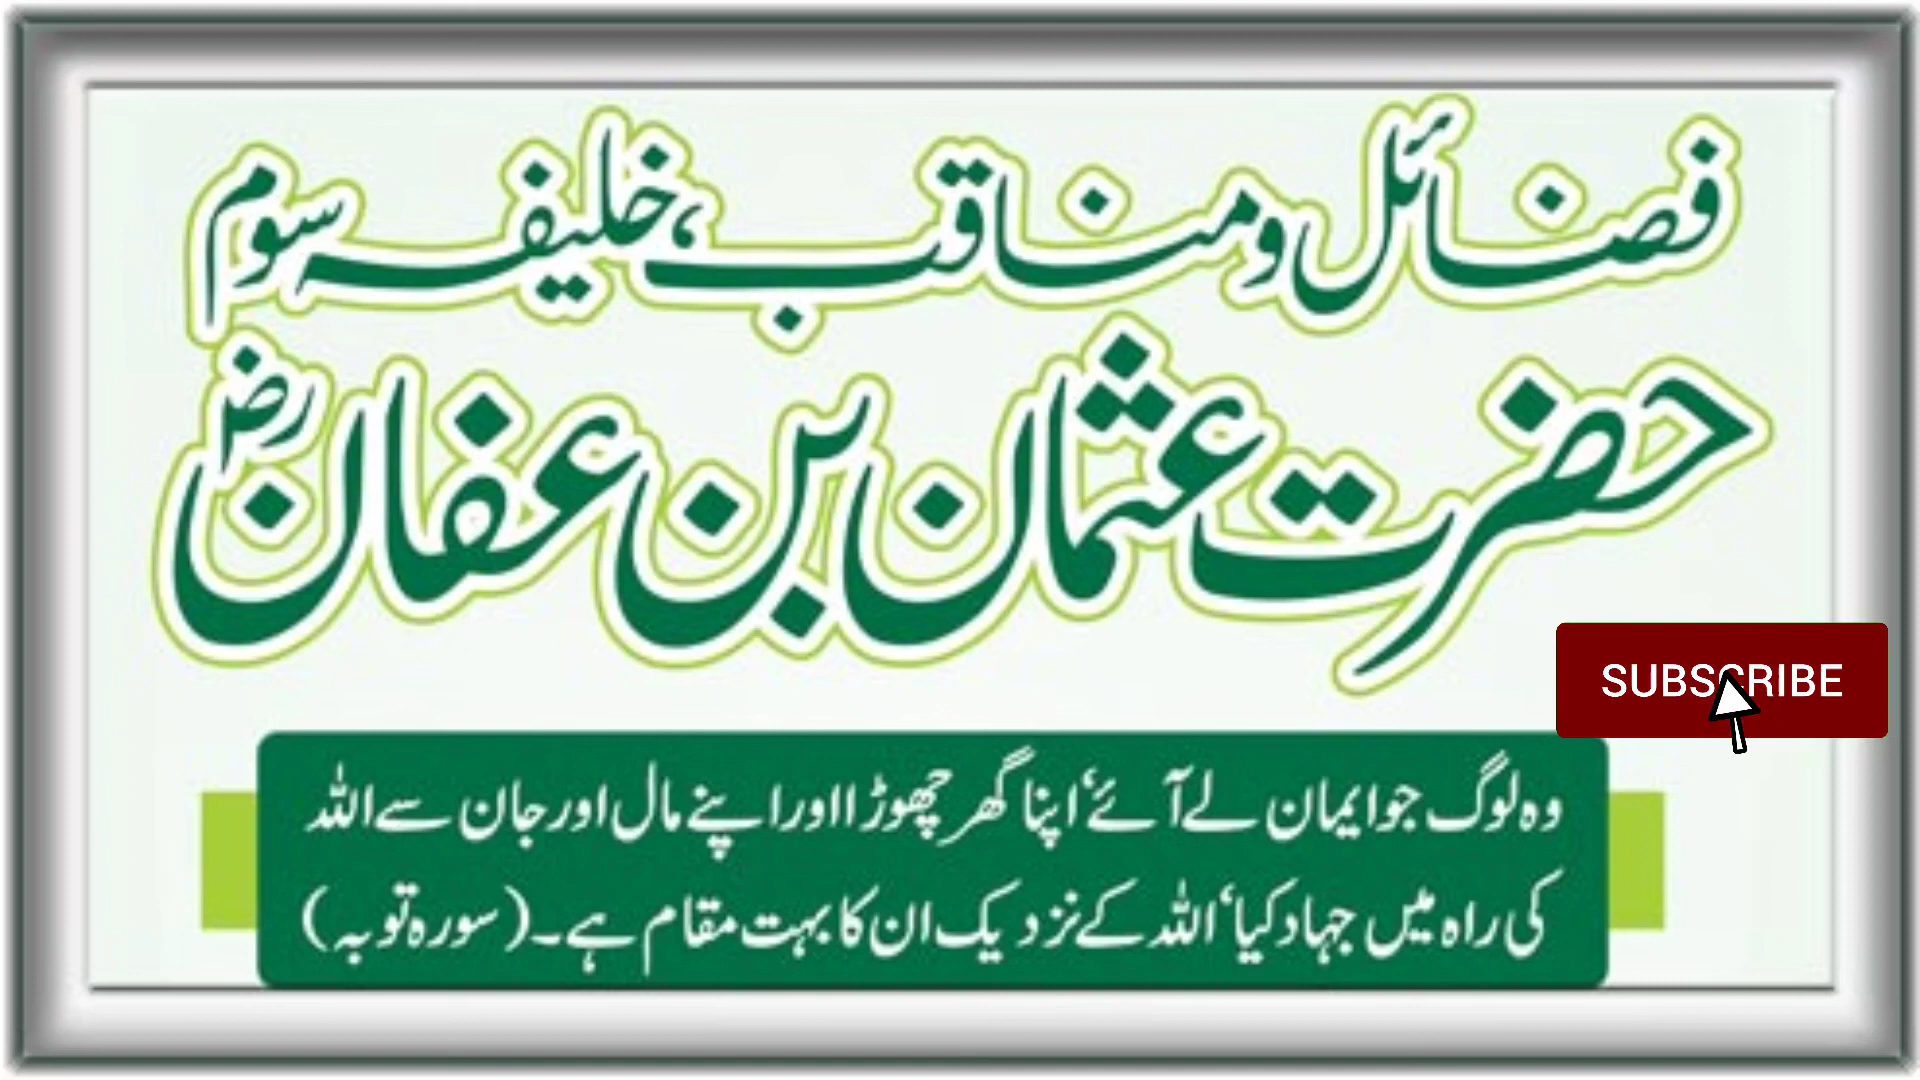 فضائل و مناقب، خلیفہ سوم
حضرت عثمان بن عفان رضؓ
SUBSCRIBE
وہ لوگ جو ایمان لے آئے، اپنا گھر چھوڑا اور اپنے مال اور جان سے اللہ
کی راہ میں جہاد کیا، اللہ کے نزدیک ان کا بہت مقام ہے۔ (سورہ توبہ)